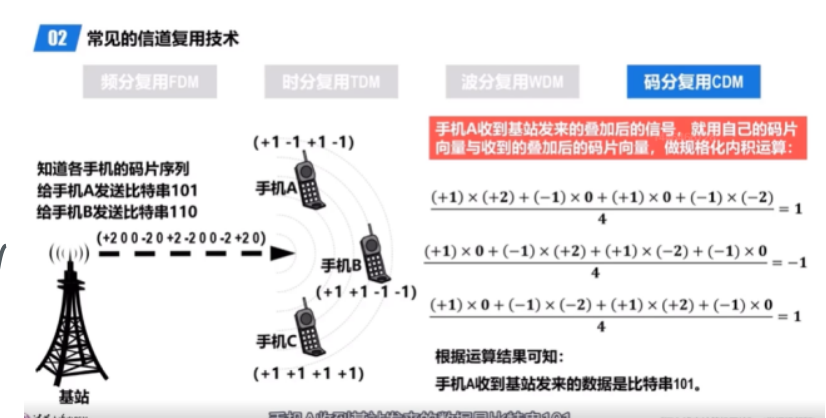 02 常见的信道复用技术
频分复用FDM 时分复用TDM 波分复用WDM 码分复用CDM
知道各手机的码片序列
给手机A发送比特串101
给手机B发送比特串110
(+2 0 0 -2 0 +2 -2 0 0 -2 +2 0)
基站
(+1 -1 +1 -1)
手机A
手机B
(+1 +1 -1 -1)
手机C
(+1 +1 +1 +1)
手机A收到基站发来的叠加后的信号，就用自己的码片
向量与收到的叠加后的码片向量，做规格化内积运算：
(+1) × (+2) + (−1) × 0 + (+1) × 0 + (−1) × (−2)
4
= 1
(+1) × 0 + (−1) × (+2) + (+1) × (−2) + (−1) × 0
4
= −1
(+1) × 0 + (−1) × (−2) + (+1) × (+2) + (−1) × 0
4
= 1
根据运算结果可知：
手机A收到基站发来的数据是比特串101。